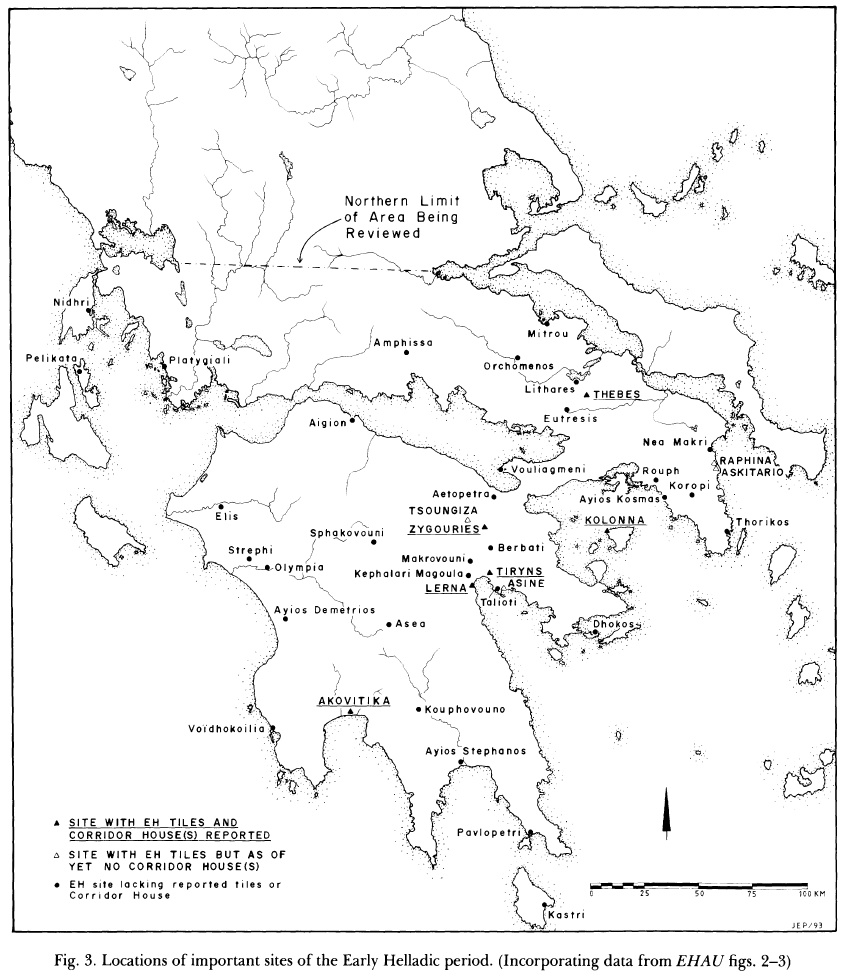 Northern Limit
of Area Being
Reviewed
Nidhri
Mitrou
Amphissa
Pelikata
Platygiali
Orchomenos
Lithares
THEBES
Eutresis
Aigion
Nea Makri
Vouliagmeni
RAPHINA
ASKITARIO
Rouph
Koropi
Aetopetra
Ayios Kosmas
TSOUNGIZA
Elis
KOLONNA
Thorikos
ZYGOURIES
Sphakovouni
Berbati
Strephi
Makrovouni
Olympia
Kephalari Magoula
TIRYNS
ASINE
LERNA
Talioti
Ayios Demetrios
Asea
Dhokos
AKOVITIKA
Kouphovouno
Voïdhokoilia
Ayios Stephanos
▲ SITE WITH EH TILES AND
CORRIDOR HOUSE(S) REPORTED
△ SITE WITH EH TILES BUT AS OF
YET NO CORRIDOR HOUSE(S)
● EH site lacking reported tiles or
Corridor House
Pavlopetri
Kastri
0 25 50 75 100 KM
JEP/93
Fig. 3. Locations of important sites of the Early Helladic period. (Incorporating data from EHAU figs. 2–3)